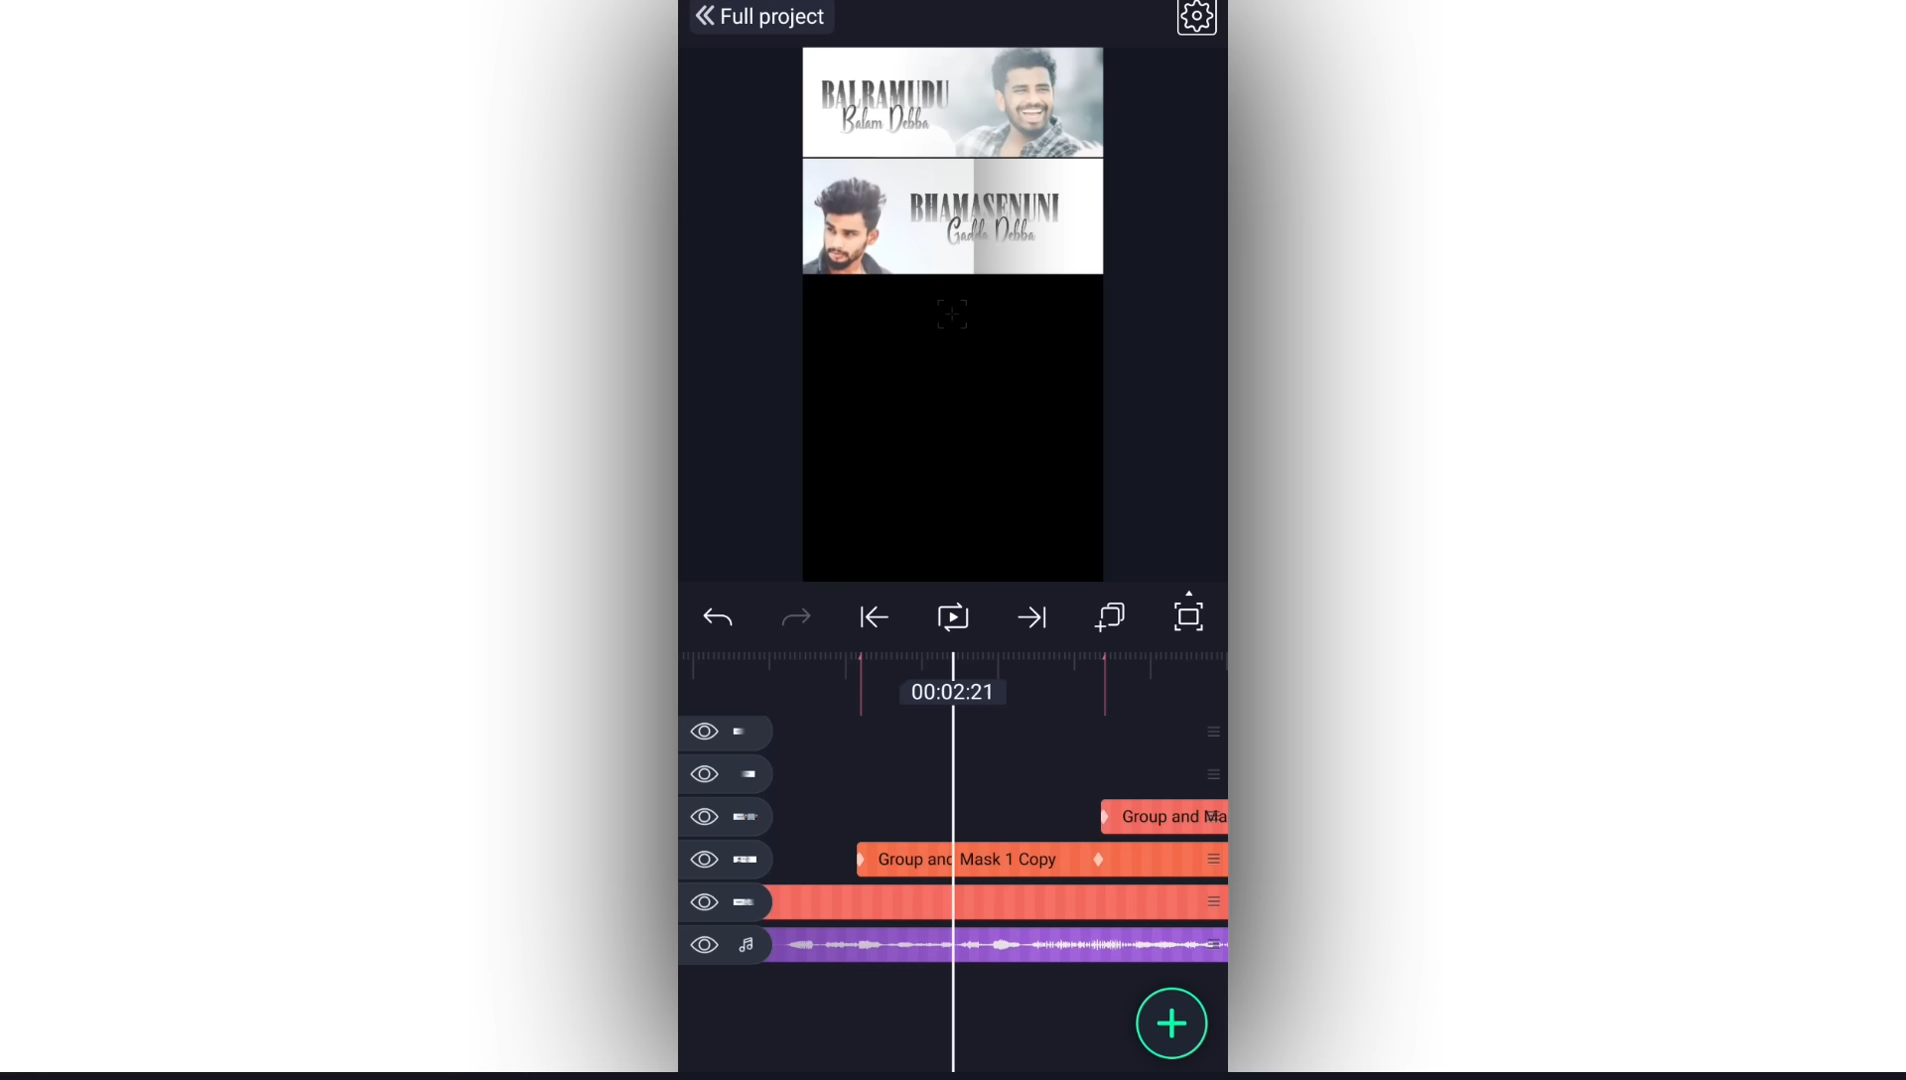 Full project
BALRAMUDU
Balam Debba
BHAMASENUNI
Gadda Debba
00:02:21
Group and Ma
Group and Mask 1 Copy